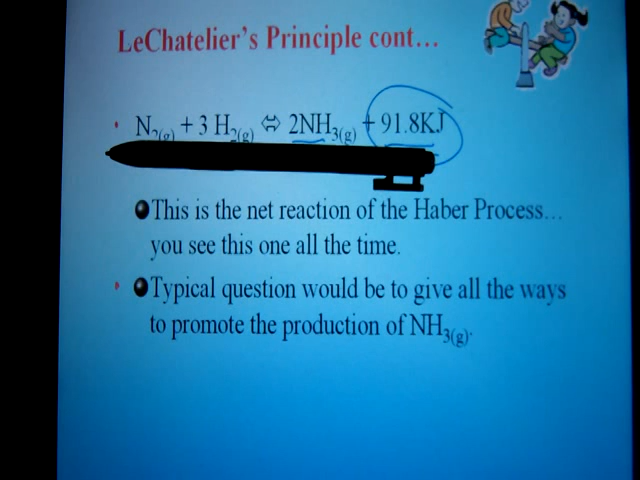 LeChatelier's Principle cont…
• N2(g) + 3 H2(g) ⇔ 2NH3(g) + 91.8KJ
This is the net reaction of the Haber Process…
you see this one all the time.
• Typical question would be to give all the ways
to promote the production of NH3(g).